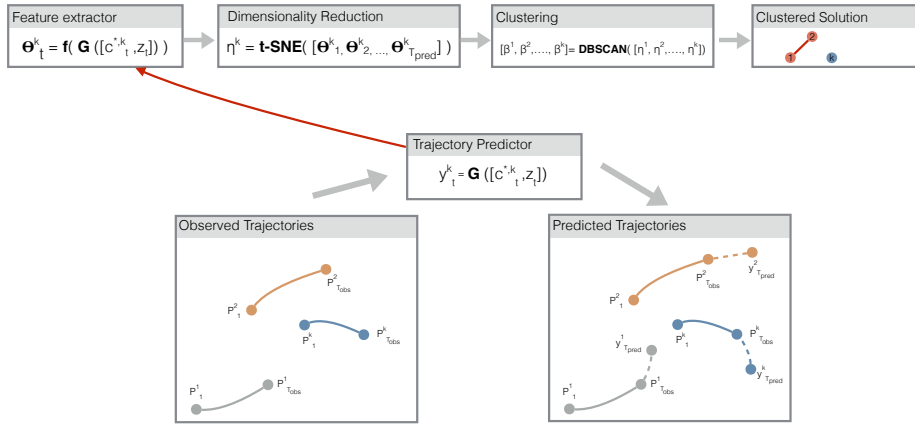 Feature extractor
Θ^k_t = f( G ([c^{*,k}_t, z_t]) )
Dimensionality Reduction
η^k = t-SNE( [Θ^k_1, Θ^k_2, ..., Θ^k_{T_pred}] )
Clustering
[β^1, β^2,...., β^k]= DBSCAN( [η^1, η^2,...., η^k])
Clustered Solution
2
1
k
Trajectory Predictor
y^k_t = G ([c^{*,k}_t, z_t])
Observed Trajectories
P^2_{T_obs}
P^2_1
P^k_1
P^k_{T_obs}
P^1_1
P^1_{T_obs}
Predicted Trajectories
P^2_{T_obs}
y^2_{T_pred}
P^2_1
P^k_1
P^k_{T_obs}
y^1_{T_pred}
y^k_{T_pred}
P^1_1
P^1_{T_obs}